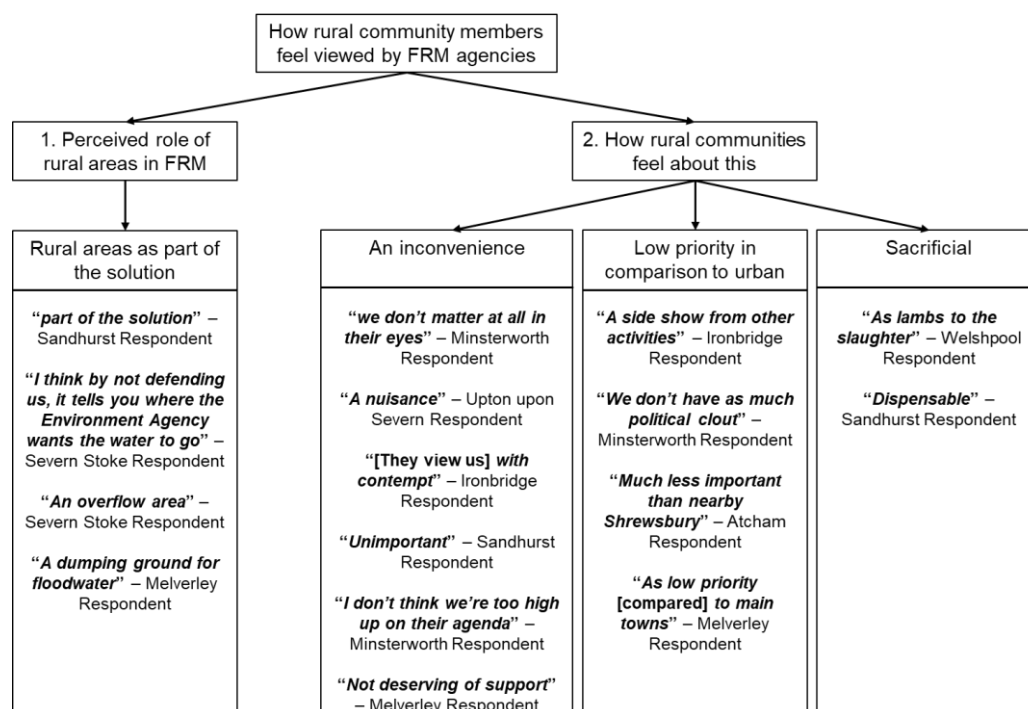 How rural community members
feel viewed by FRM agencies
1. Perceived role of
rural areas in FRM
2. How rural communities
feel about this
Rural areas as part of
the solution
“part of the solution” –
Sandhurst Respondent
“I think by not defending
us, it tells you where the
Environment Agency
wants the water to go” –
Severn Stoke Respondent
“An overflow area” –
Severn Stoke Respondent
“A dumping ground for
floodwater” – Melverley
Respondent
An inconvenience
“we don’t matter at all in
their eyes” – Minsterworth
Respondent
“A nuisance” – Upton upon
Severn Respondent
“[They view us] with
contempt” – Ironbridge
Respondent
“Unimportant” – Sandhurst
Respondent
“I don’t think we’re too high
up on their agenda” –
Minsterworth Respondent
“Not deserving of support”
– Melverley Respondent
Low priority in
comparison to urban
“A side show from other
activities” – Ironbridge
Respondent
“We don’t have as much
political clout” –
Minsterworth Respondent
“Much less important
than nearby
Shrewsbury” – Atcham
Respondent
“As low priority
[compared] to main
towns” – Melverley
Respondent
Sacrificial
“As lambs to the
slaughter” – Welshpool
Respondent
“Dispensable” –
Sandhurst Respondent